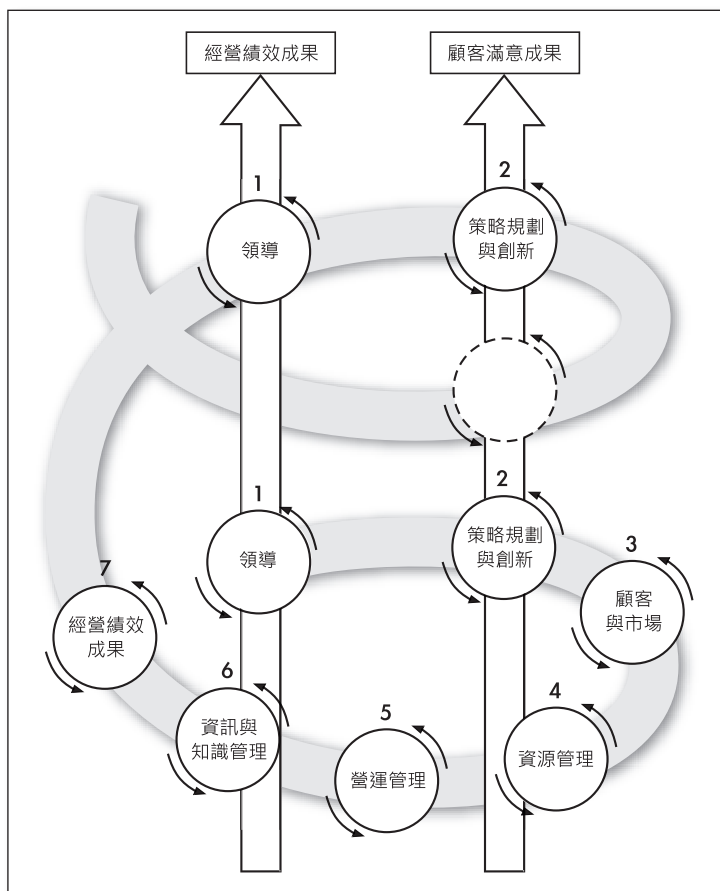 經營績效成果
顧客滿意成果
1
領導
2
策略規劃
與創新
1
領導
2
策略規劃
與創新
3
顧客
與市場
7
經營績效
成果
6
資訊與
知識管理
5
營運管理
4
資源管理